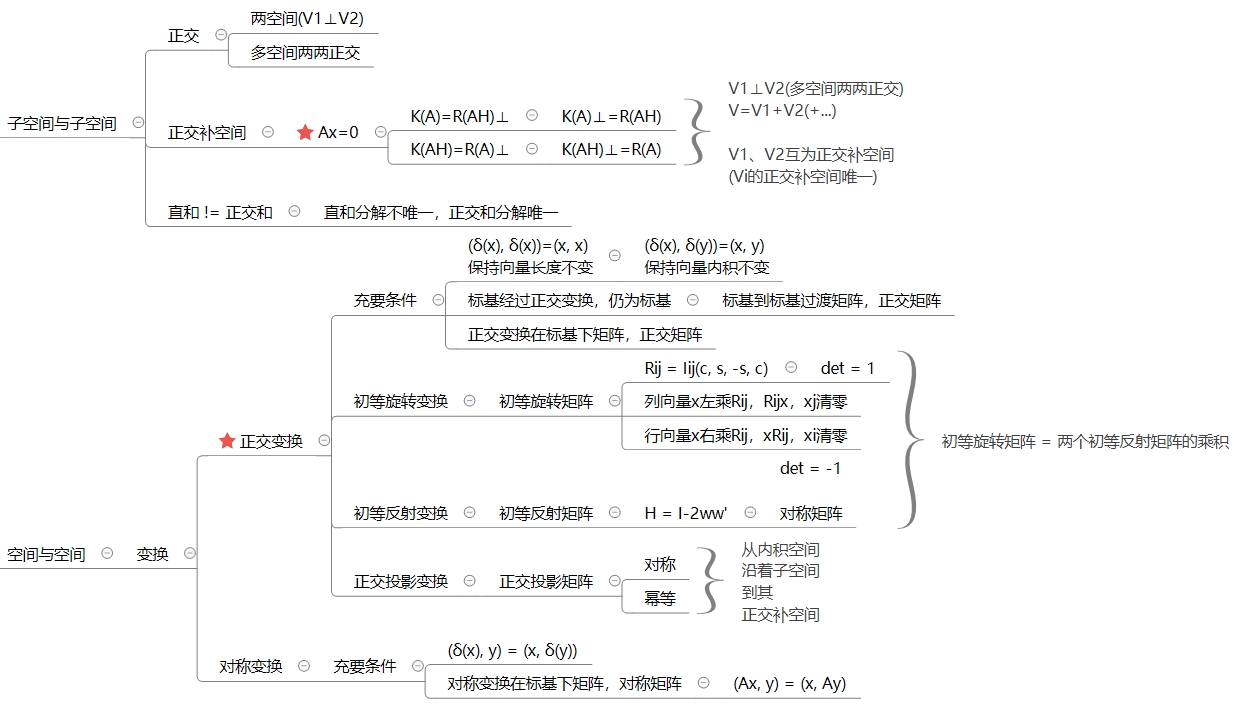 子空间与子空间
正交
两空间(V1⊥V2)
多空间两两正交
正交补空间
Ax=0
K(A)=R(AH)⊥
K(A)⊥=R(AH)
K(AH)=R(A)⊥
K(AH)⊥=R(A)
V1⊥V2(多空间两两正交)
V=V1+V2(+...)
V1、V2互为正交补空间
(Vi的正交补空间唯一)
直和 != 正交和
直和分解不唯一，正交和分解唯一
空间与空间
变换
正交变换
充要条件
(δ(x), δ(x))=(x, x)
保持向量长度不变
(δ(x), δ(y))=(x, y)
保持向量内积不变
标基经过正交变换，仍为标基
标基到标基过渡矩阵，正交矩阵
正交变换在标基下矩阵，正交矩阵
初等旋转变换
初等旋转矩阵
Rij = Iij(c, s, -s, c)
det = 1
列向量x左乘Rij，Rijx，xj清零
行向量x右乘Rij，xRij，xi清零
det = -1
初等反射变换
初等反射矩阵
H = I-2ww'
对称矩阵
初等旋转矩阵 = 两个初等反射矩阵的乘积
正交投影变换
正交投影矩阵
对称
幂等
从内积空间
沿着子空间
到其
正交补空间
对称变换
充要条件
(δ(x), y) = (x, δ(y))
对称变换在标基下矩阵，对称矩阵
(Ax, y) = (x, Ay)